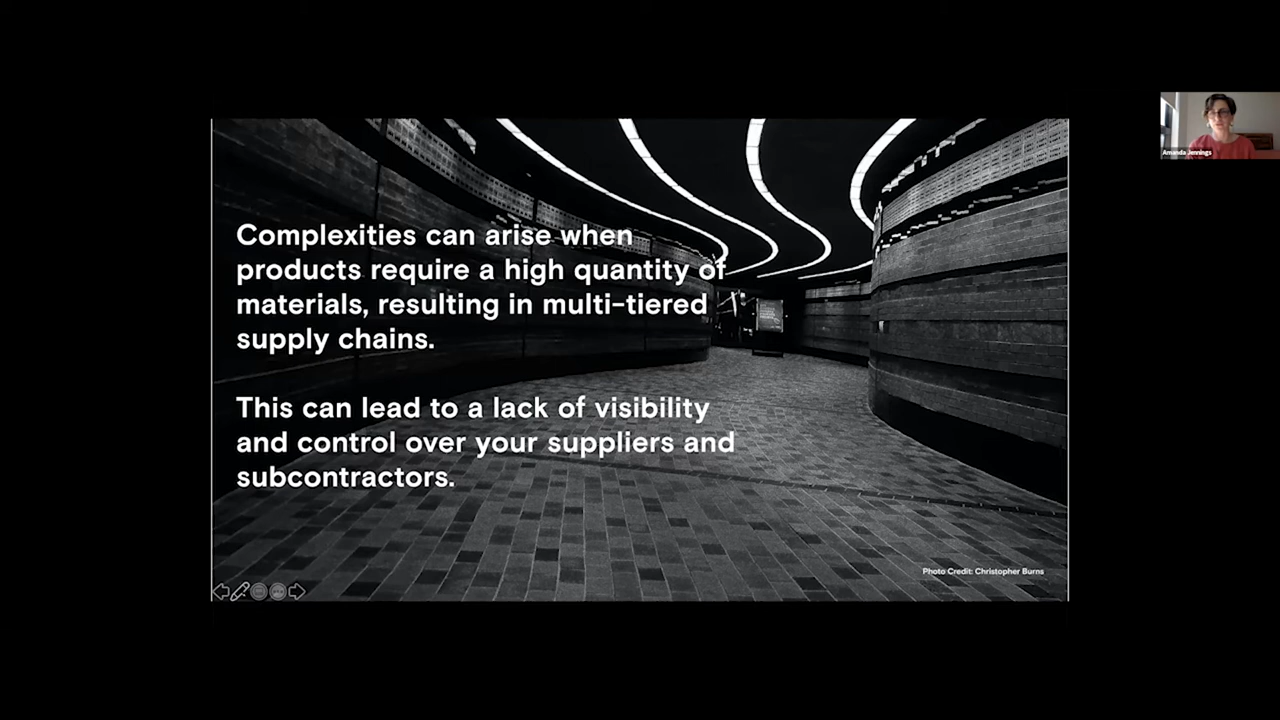 Complexities can arise when
products require a high quantity of
materials, resulting in multi-tiered
supply chains.
This can lead to a lack of visibility
and control over your suppliers and
subcontractors.
Photo Credit: Christopher Burns
Amanda Jennings